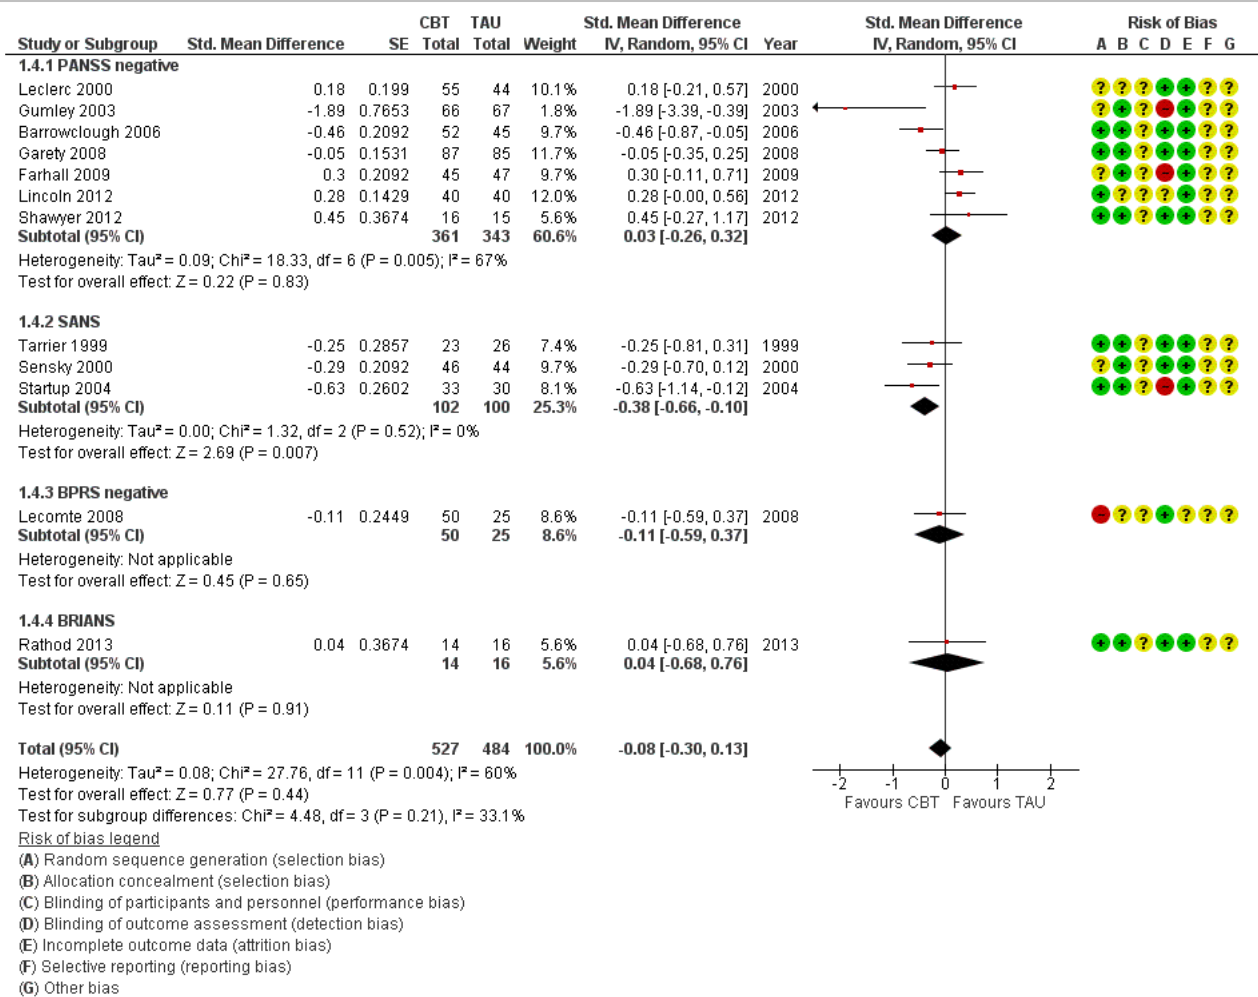 CBT TAU Std. Mean Difference Std. Mean Difference Risk of Bias
Study or Subgroup Std. Mean Difference SE Total Total Weight IV, Random, 95% CI Year IV, Random, 95% CI A B C D E F G
1.4.1 PANSS negative
Leclerc 2000 0.18 0.199 55 44 10.1% 0.18 [-0.21, 0.57] 2000 ? ? ? + + ? ?
Gumley 2003 -1.89 0.7653 66 67 1.8% -1.89 [-3.39, -0.39] 2003 ? + ? - + ? ?
Barrowclough 2006 -0.46 0.2092 52 45 9.7% -0.46 [-0.87, -0.05] 2006 + + ? + + ? ?
Garety 2008 -0.05 0.1531 87 85 11.7% -0.05 [-0.35, 0.25] 2008 + + ? + + ? ?
Farhall 2009 0.3 0.2092 45 47 9.7% 0.30 [-0.11, 0.71] 2009 ? + ? - + ? ?
Lincoln 2012 0.28 0.1429 40 40 12.0% 0.28 [-0.00, 0.56] 2012 + ? ? ? + ? ?
Shawyer 2012 0.45 0.3674 16 15 5.6% 0.45 [-0.27, 1.17] 2012 + + ? + + ? ?
Subtotal (95% CI) 361 343 60.6% 0.03 [-0.26, 0.32]
Heterogeneity: Tau² = 0.09; Chi² = 18.33, df = 6 (P = 0.005); I² = 67%
Test for overall effect: Z = 0.22 (P = 0.83)
1.4.2 SANS
Tarrier 1999 -0.25 0.2857 23 26 7.4% -0.25 [-0.81, 0.31] 1999 + + ? + + ? ?
Sensky 2000 -0.29 0.2092 46 44 9.7% -0.29 [-0.70, 0.12] 2000 ? + ? + + ? ?
Startup 2004 -0.63 0.2602 33 30 8.1% -0.63 [-1.14, -0.12] 2004 + + ? - + ? ?
Subtotal (95% CI) 102 100 25.3% -0.38 [-0.66, -0.10]
Heterogeneity: Tau² = 0.00; Chi² = 1.32, df = 2 (P = 0.52); I² = 0%
Test for overall effect: Z = 2.69 (P = 0.007)
1.4.3 BPRS negative
Lecomte 2008 -0.11 0.2449 50 25 8.6% -0.11 [-0.59, 0.37] 2008 - ? ? + ? ? ?
Subtotal (95% CI) 50 25 8.6% -0.11 [-0.59, 0.37]
Heterogeneity: Not applicable
Test for overall effect: Z = 0.45 (P = 0.65)
1.4.4 BRIANS
Rathod 2013 0.04 0.3674 14 16 5.6% 0.04 [-0.68, 0.76] 2013 + + ? + + ? ?
Subtotal (95% CI) 14 16 5.6% 0.04 [-0.68, 0.76]
Heterogeneity: Not applicable
Test for overall effect: Z = 0.11 (P = 0.91)
Total (95% CI) 527 484 100.0% -0.08 [-0.30, 0.13]
Heterogeneity: Tau² = 0.08; Chi² = 27.76, df = 11 (P = 0.004); I² = 60%
Test for overall effect: Z = 0.77 (P = 0.44)
Test for subgroup differences: Chi² = 4.48, df = 3 (P = 0.21), I² = 33.1%
-2 -1 0 1 2
Favours CBT Favours TAU
Risk of bias legend
(A) Random sequence generation (selection bias)
(B) Allocation concealment (selection bias)
(C) Blinding of participants and personnel (performance bias)
(D) Blinding of outcome assessment (detection bias)
(E) Incomplete outcome data (attrition bias)
(F) Selective reporting (reporting bias)
(G) Other bias